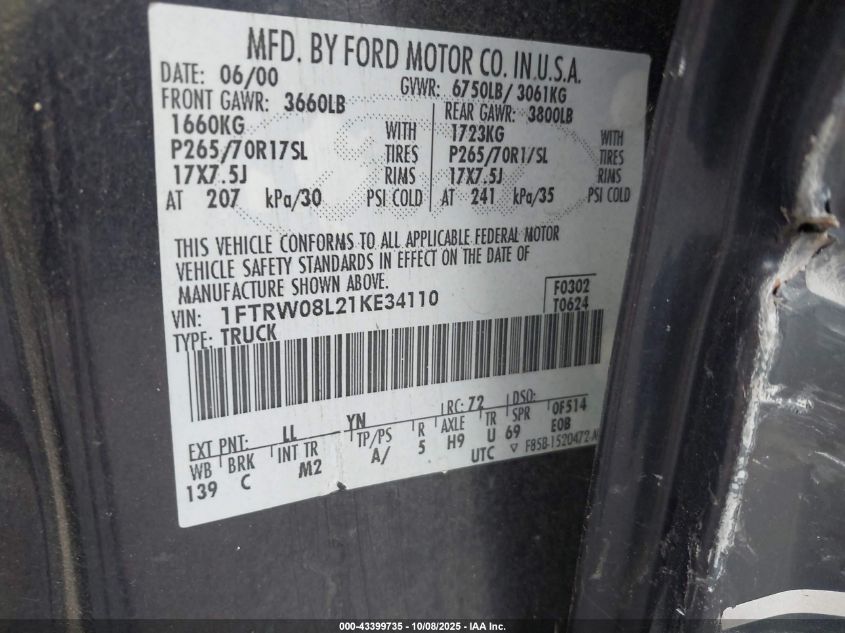 MFD. BY FORD MOTOR CO. IN U.S.A.
DATE: 06/00 GVWR: 6750LB/ 3061KG
FRONT GAWR: 3660LB REAR GAWR: 3800LB
1660KG WITH 1723KG WITH
P265/70R17SL TIRES P265/70R17SL TIRES
17X7.5J RIMS 17X7.5J RIMS
AT 207 kPa/30 PSI COLD AT 241 kPa/35 PSI COLD
THIS VEHICLE CONFORMS TO ALL APPLICABLE FEDERAL MOTOR
VEHICLE SAFETY STANDARDS IN EFFECT ON THE DATE OF
MANUFACTURE SHOWN ABOVE.
F0302
VIN: 1FTRW08L21KE34110 T0624
TYPE: TRUCK
EXT PNT: LL YN RC: 72 DSO:
WB BRK INT TR TP/PS R AXLE TR SPR 0F514
139 C M2 A/ 5 H9 U 69 EOB
UTC ▽ F85B-1520472-A
000-43399735 - 10/08/2025 - IAA Inc.